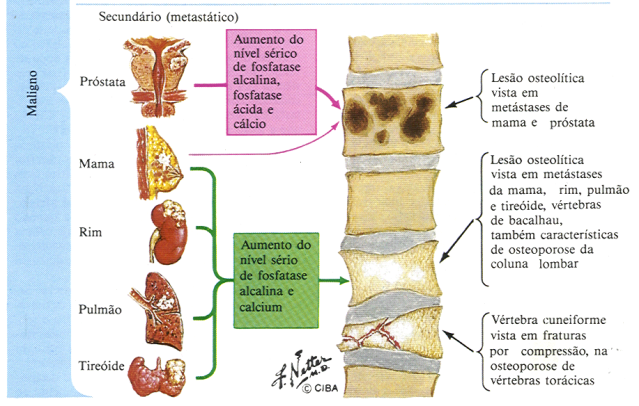 Secundário (metastático)
Maligno
Próstata
Mama
Rim
Pulmão
Tireóide
Aumento do
nível sérico
de fosfatase
alcalina,
fosfatase
ácida e
cálcio
Aumento do
nível sério
de fosfatase
alcalina e
calcium
Lesão osteolítica
vista em
metástases de
mama e próstata
Lesão osteolítica
vista em metástases
da mama, rim, pulmão
e tireóide, vértebras
de bacalhau,
também características
de osteoporose da
coluna lombar
Vértebra cuneiforme
vista em fraturas
por compressão, na
osteoporose de
vértebras torácicas
F. Netter
M.D.
© CIBA